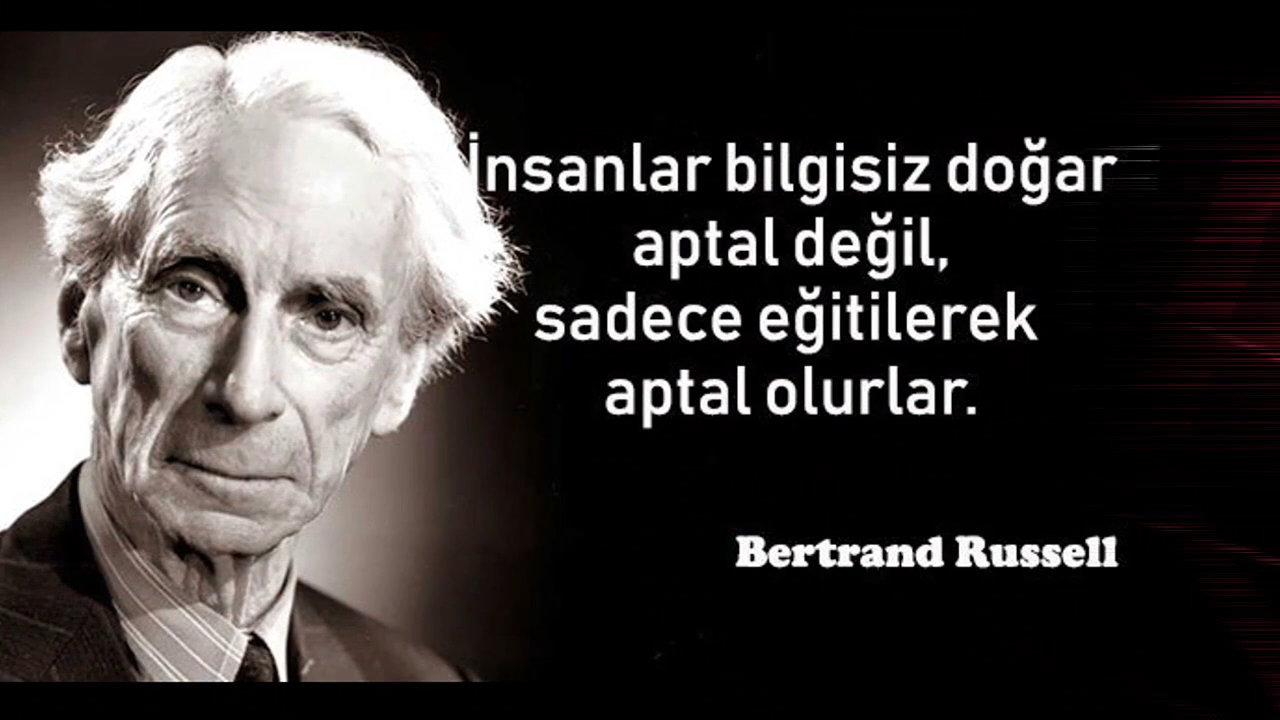 İnsanlar bilgisiz doğar
aptal değil,
sadece eğitilerek
aptal olurlar.
Bertrand Russell